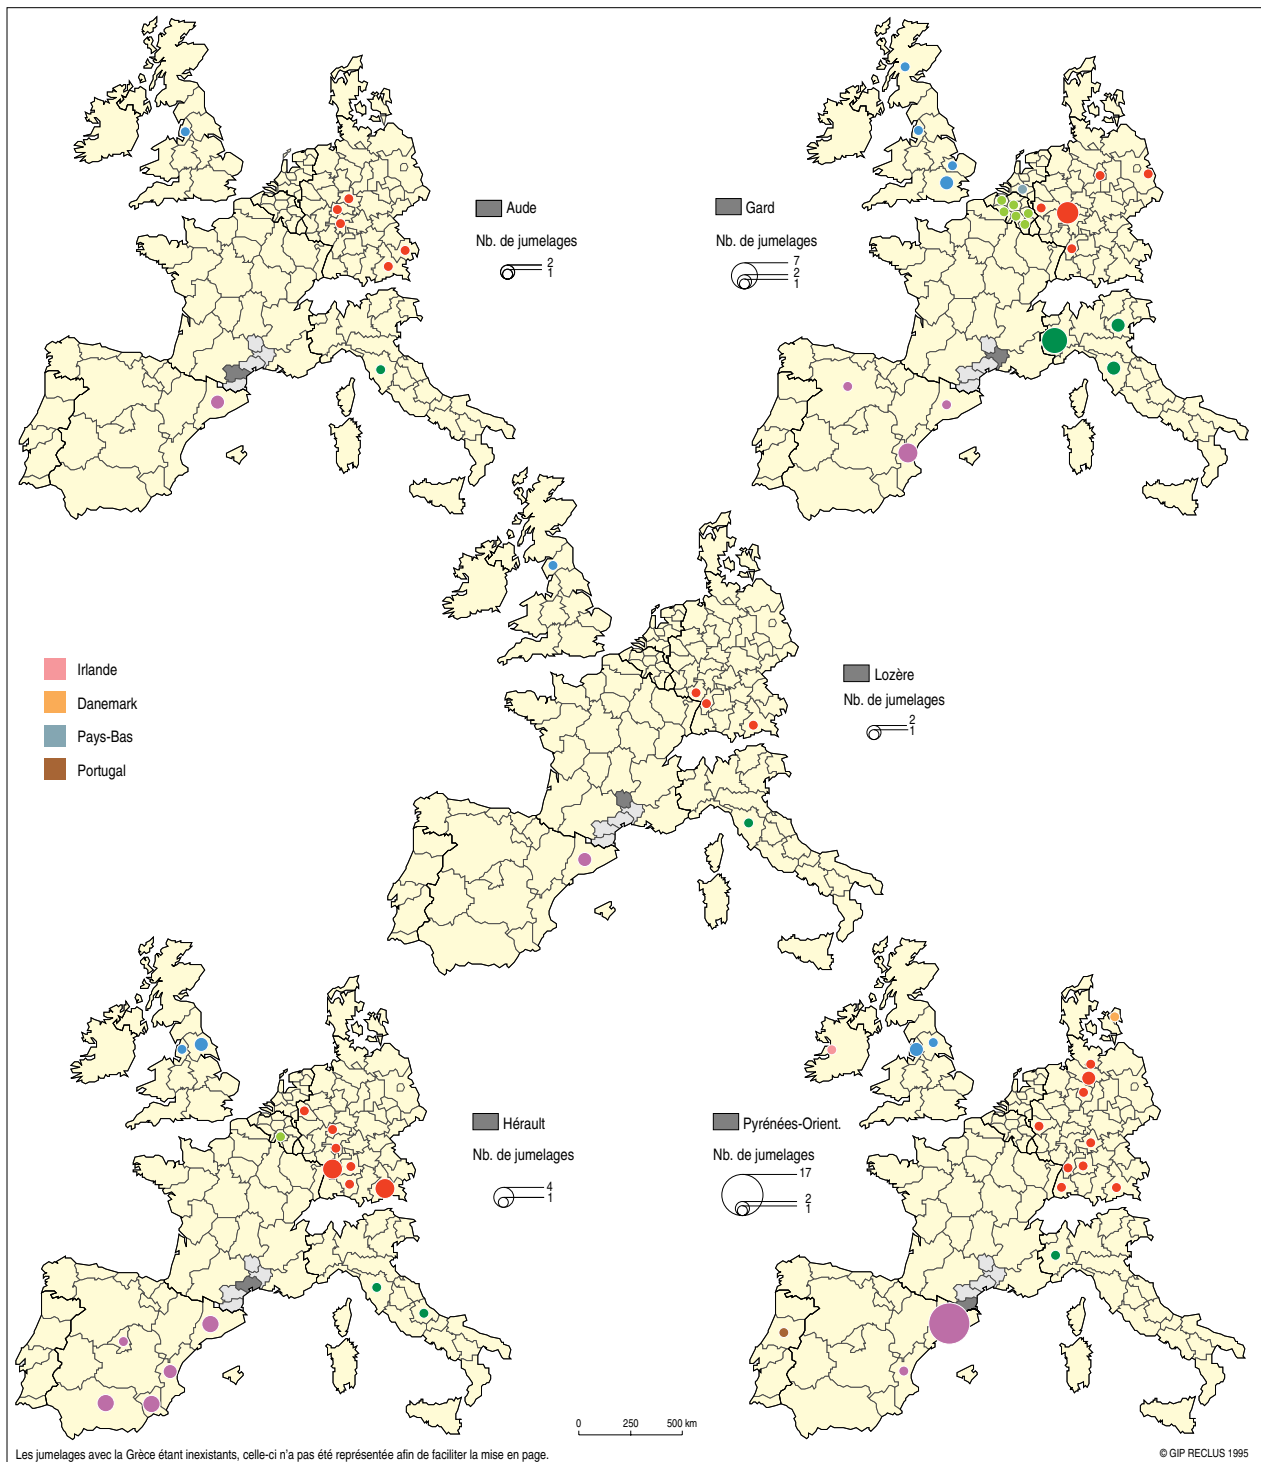 Aude
Nb. de jumelages
2
1
Gard
Nb. de jumelages
7
2
1
Irlande
Danemark
Pays-Bas
Portugal
Lozère
Nb. de jumelages
2
1
Hérault
Nb. de jumelages
4
1
Pyrénées-Orient.
Nb. de jumelages
17
2
1
0 250 500 km
Les jumelages avec la Grèce étant inexistants, celle-ci n'a pas été représentée afin de faciliter la mise en page.
© GIP RECLUS 1995